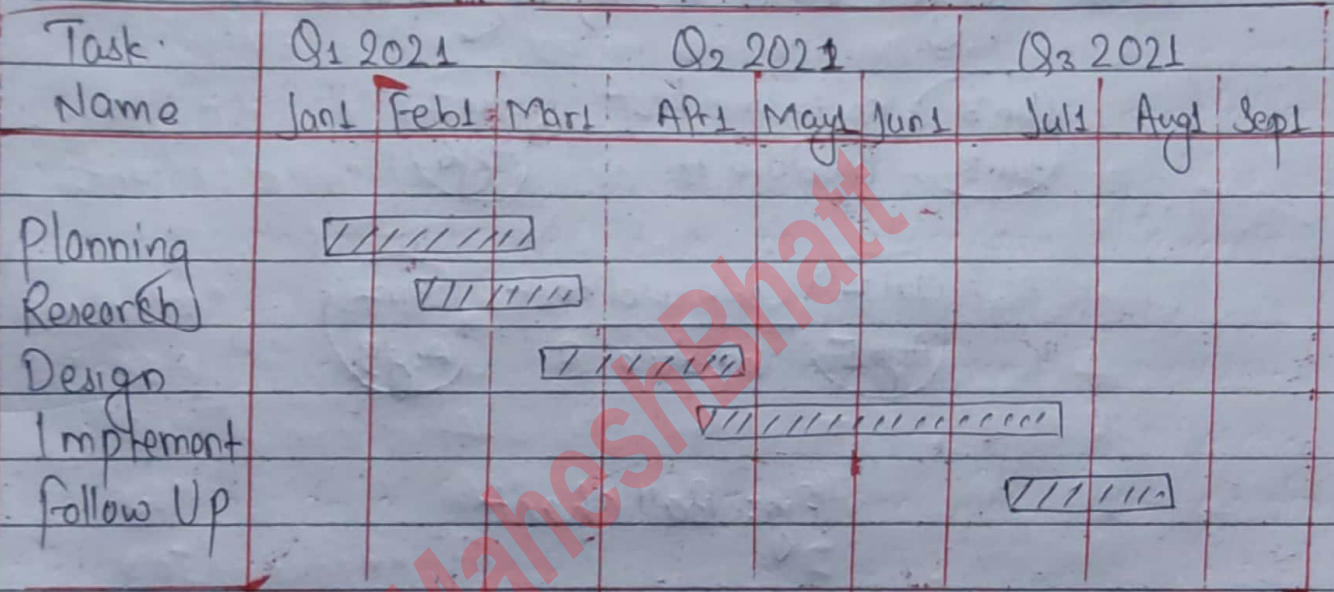 Task. Q1 2021 Q2 2021 Q3 2021
Name Jan1 Feb1 Mar1 APr1 May1 Jun1 Jul1 Aug1 Sep1
Planning
Research
Design
Implement
Follow Up
MaheshBhatt